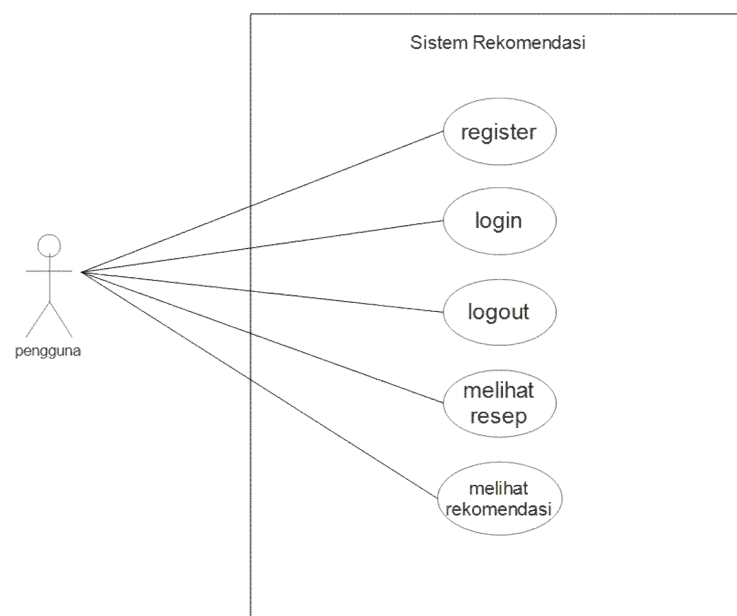 Sistem Rekomendasi
register
login
logout
melihat
resep
melihat
rekomendasi
pengguna